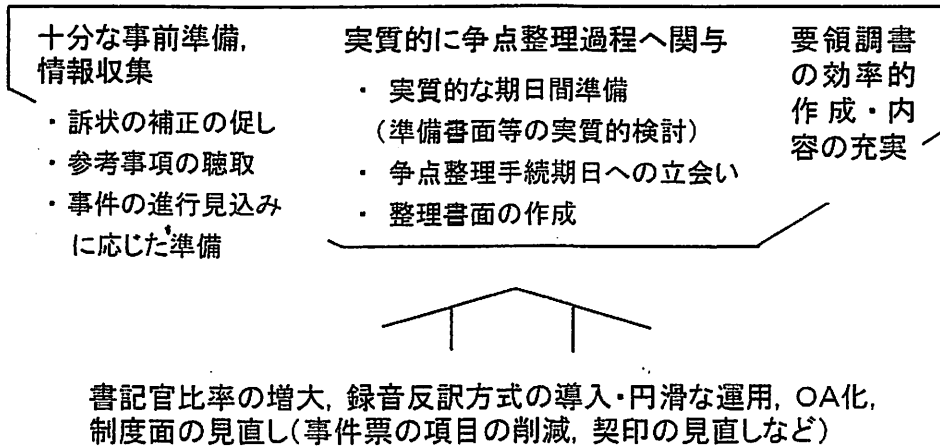 十分な事前準備,
情報収集
・訴状の補正の促し
・参考事項の聴取
・事件の進行見込み
に応じた準備
実質的に争点整理過程へ関与
・ 実質的な期日間準備
(準備書面等の実質的検討)
・ 争点整理手続期日への立会い
・ 整理書面の作成
要領調書
の効率的
作成・内
容の充実
書記官比率の増大, 録音反訳方式の導入・円滑な運用, OA化,
制度面の見直し(事件票の項目の削減, 契印の見直しなど)